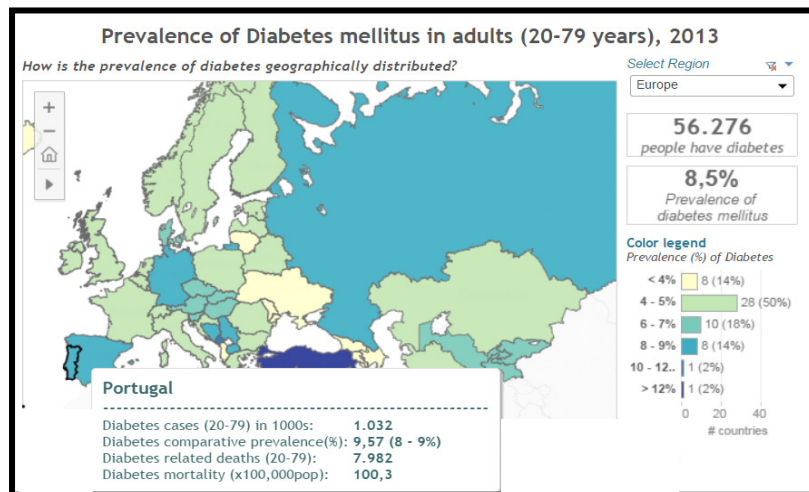 Prevalence of Diabetes mellitus in adults (20-79 years), 2013
How is the prevalence of diabetes geographically distributed?
Select Region
Europe
56.276
people have diabetes
8,5%
Prevalence of
diabetes mellitus
Color legend
Prevalence (%) of Diabetes
< 4% 8 (14%)
4 - 5% 28 (50%)
6 - 7% 10 (18%)
8 - 9% 8 (14%)
10 - 12.. 1 (2%)
> 12% 1 (2%)
0 20 40
# countries
Portugal
Diabetes cases (20-79) in 1000s: 1.032
Diabetes comparative prevalence(%): 9,57 (8 - 9%)
Diabetes related deaths (20-79): 7.982
Diabetes mortality (x100,000pop): 100,3